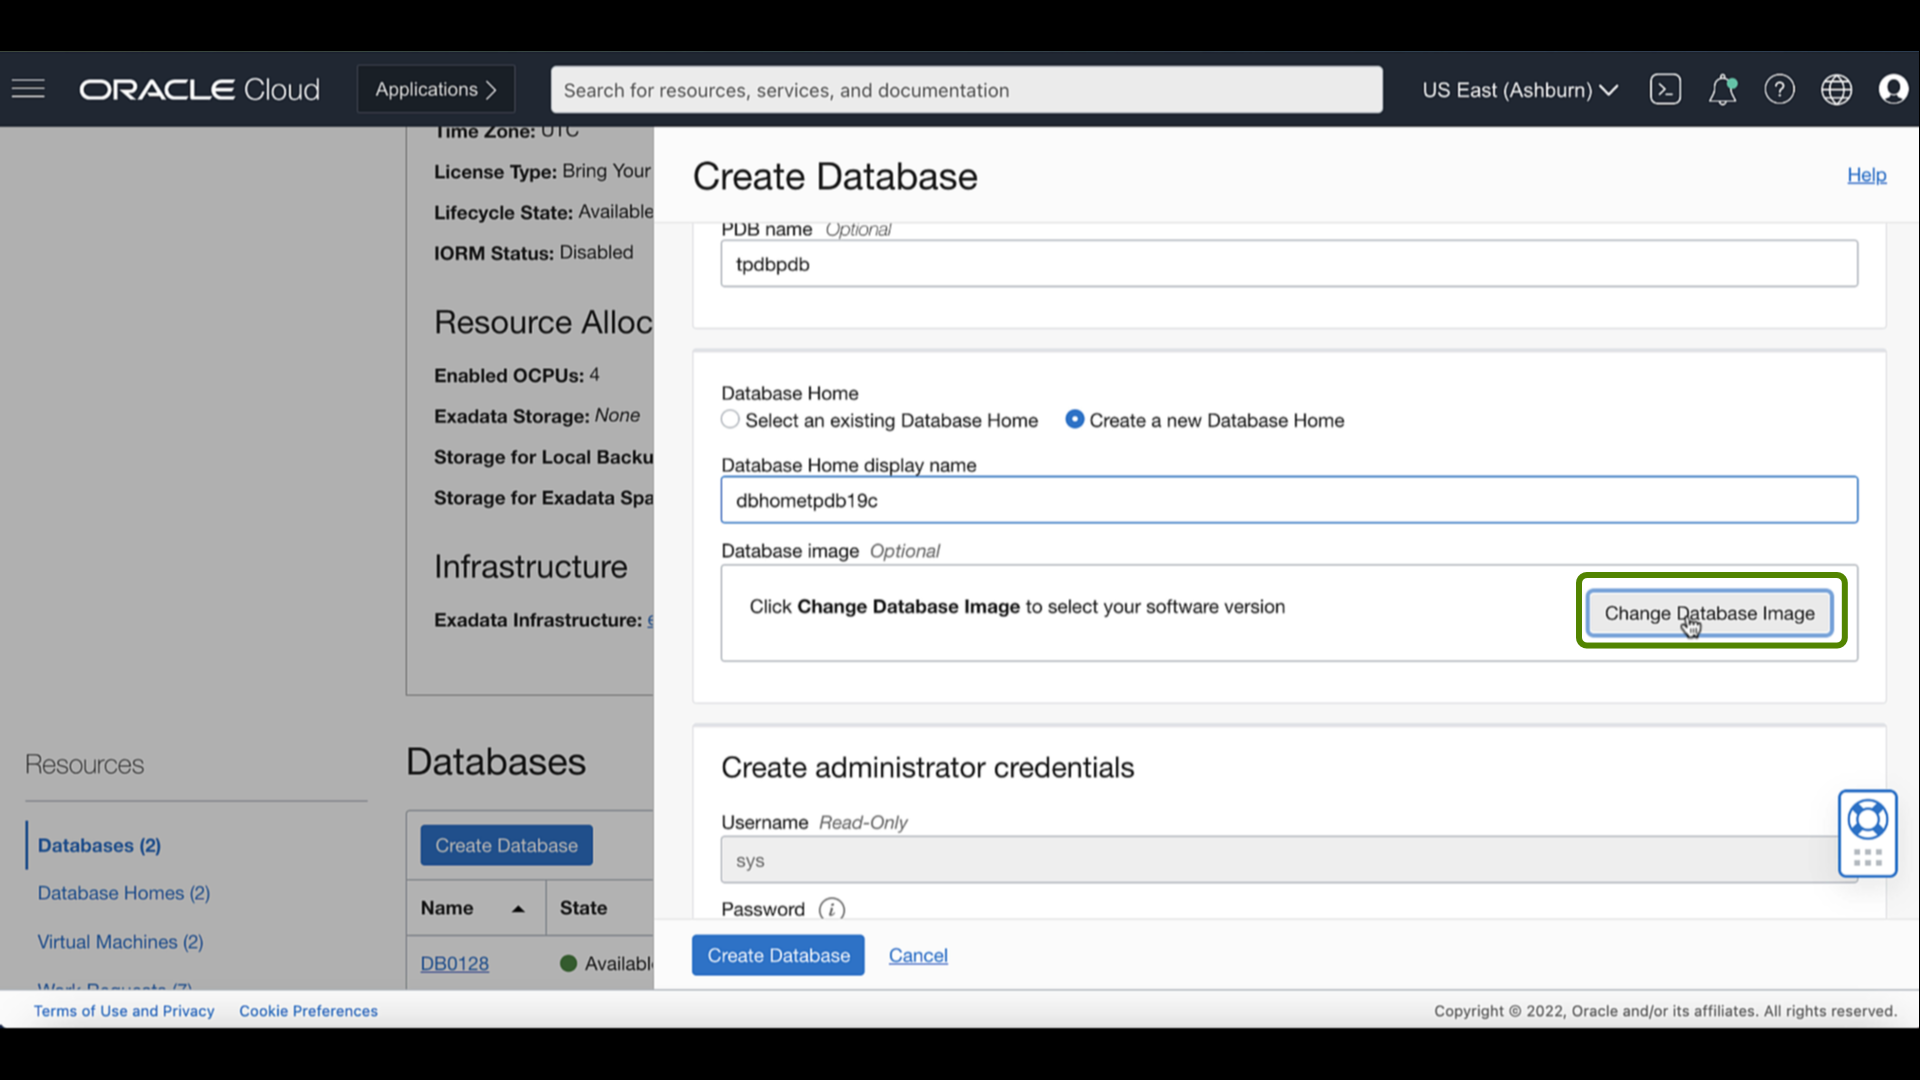 ORACLE Cloud
Applications
Search for resources, services, and documentation
US East (Ashburn)
Time Zone: UTC
License Type: Bring Your
Lifecycle State: Available
IORM Status: Disabled
Resource Alloc
Enabled OCPUs: 4
Exadata Storage: None
Storage for Local Backu
Storage for Exadata Spa
Infrastructure
Exadata Infrastructure: e
Resources
Databases (2)
Database Homes (2)
Virtual Machines (2)
Work Requests (7)
Databases
Create Database
Name
State
DB0128
Availabl
Create Database
Help
PDB name Optional
tpdbpdb
Database Home
Select an existing Database Home
Create a new Database Home
Database Home display name
dbhometpdb19c
Database image Optional
Click Change Database Image to select your software version
Change Database Image
Create administrator credentials
Username Read-Only
sys
Password
Create Database
Cancel
Terms of Use and Privacy
Cookie Preferences
Copyright © 2022, Oracle and/or its affiliates. All rights reserved.